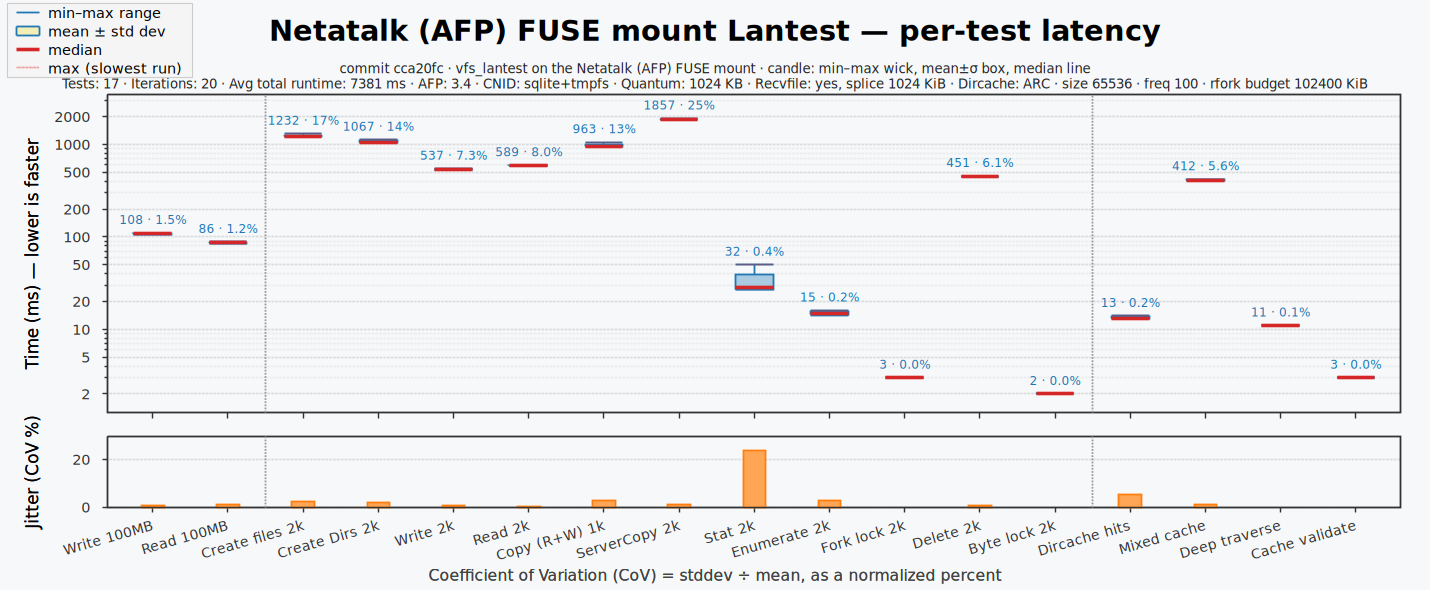 min–max range
mean ± std dev
median
max (slowest run)
Netatalk (AFP) FUSE mount Lantest — per-test latency
commit cca20fc · vfs_lantest on the Netatalk (AFP) FUSE mount · candle: min–max wick, mean±σ box, median line
Tests: 17 · Iterations: 20 · Avg total runtime: 7381 ms · AFP: 3.4 · CNID: sqlite+tmpfs · Quantum: 1024 KB · Recvfile: yes, splice 1024 KiB · Dircache: ARC · size 65536 · freq 100 · rfork budget 102400 KiB
Time (ms) — lower is faster
2000
1000
500
200
100
50
20
10
5
2
108 · 1.5%
86 · 1.2%
1232 · 17%
1067 · 14%
537 · 7.3%
589 · 8.0%
963 · 13%
1857 · 25%
32 · 0.4%
15 · 0.2%
3 · 0.0%
451 · 6.1%
2 · 0.0%
13 · 0.2%
412 · 5.6%
11 · 0.1%
3 · 0.0%
Jitter (CoV %)
20
0
Write 100MB
Read 100MB
Create files 2k
Create Dirs 2k
Write 2k
Read 2k
Copy (R+W) 1k
ServerCopy 2k
Stat 2k
Enumerate 2k
Fork lock 2k
Delete 2k
Byte lock 2k
Dircache hits
Mixed cache
Deep traverse
Cache validate
Coefficient of Variation (CoV) = stddev ÷ mean, as a normalized percent